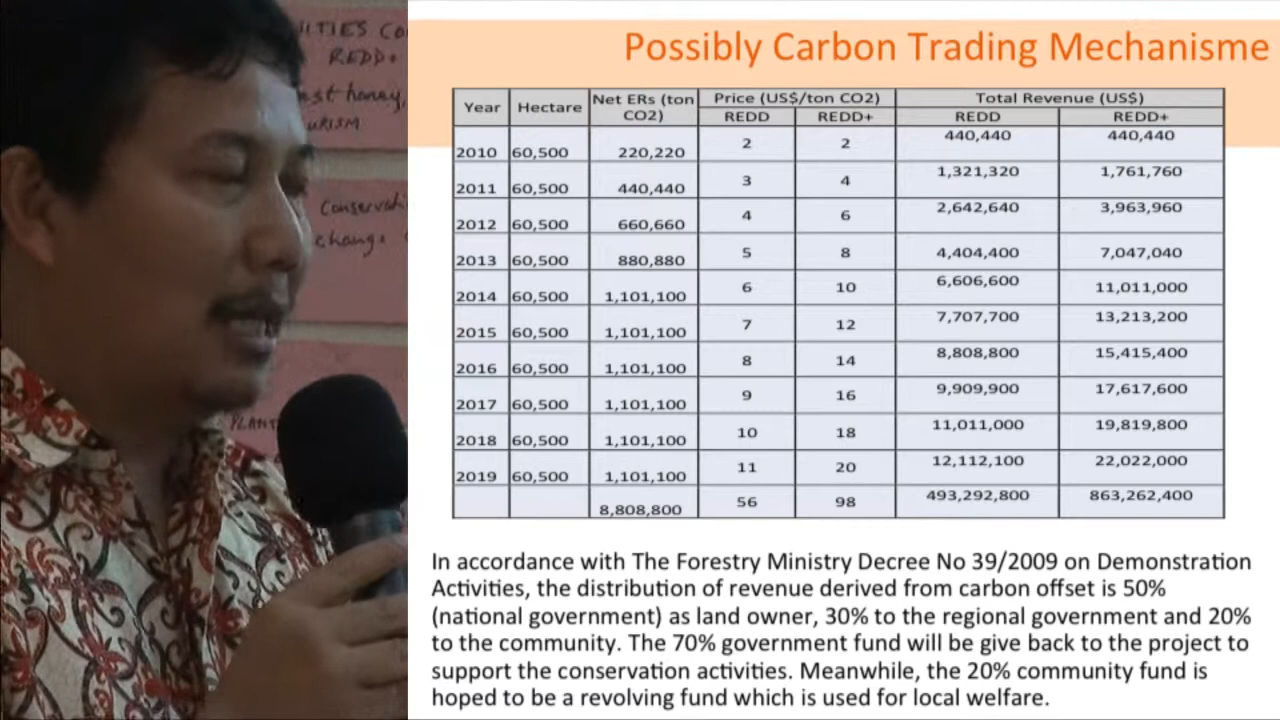 REDD+
Possibly Carbon Trading Mechanisme
Year Hectare Net ERs (ton CO2) Price (US$/ton CO2) Total Revenue (US$)
REDD REDD+ REDD REDD+
2010 60,500 220,220 2 2 440,440 440,440
2011 60,500 440,440 3 4 1,321,320 1,761,760
2012 60,500 660,660 4 6 2,642,640 3,963,960
2013 60,500 880,880 5 8 4,404,400 7,047,040
2014 60,500 1,101,100 6 10 6,606,600 11,011,000
2015 60,500 1,101,100 7 12 7,707,700 13,213,200
2016 60,500 1,101,100 8 14 8,808,800 15,415,400
2017 60,500 1,101,100 9 16 9,909,900 17,617,600
2018 60,500 1,101,100 10 18 11,011,000 19,819,800
2019 60,500 1,101,100 11 20 12,112,100 22,022,000
8,808,800 56 98 493,292,800 863,262,400
In accordance with The Forestry Ministry Decree No 39/2009 on Demonstration
Activities, the distribution of revenue derived from carbon offset is 50%
(national government) as land owner, 30% to the regional government and 20%
to the community. The 70% government fund will be give back to the project to
support the conservation activities. Meanwhile, the 20% community fund is
hoped to be a revolving fund which is used for local welfare.